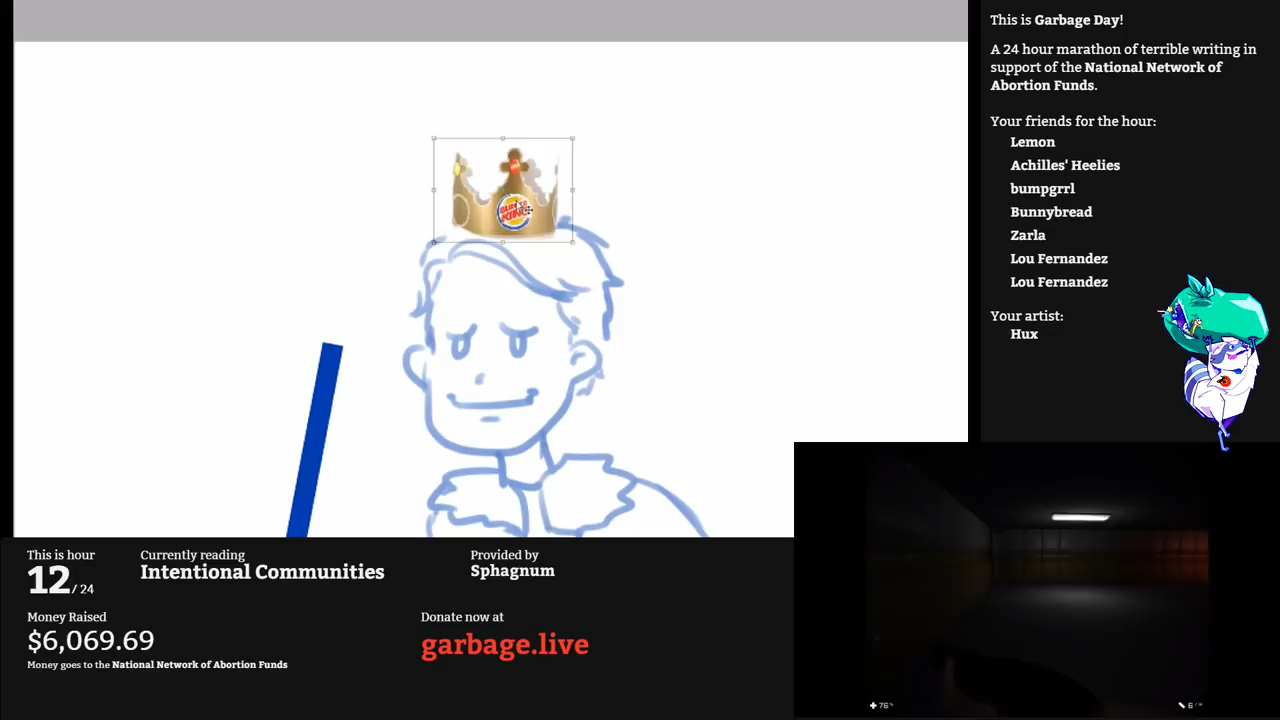 This is Garbage Day!
A 24 hour marathon of terrible writing in
support of the National Network of
Abortion Funds.
Your friends for the hour:
Lemon
Achilles' Heelies
bumpgrrl
Bunnybread
Zarla
Lou Fernandez
Lou Fernandez
Your artist:
Hux
This is hour
12 / 24
Currently reading
Intentional Communities
Provided by
Sphagnum
Money Raised
$6,069.69
Money goes to the National Network of Abortion Funds
Donate now at
garbage.live
76
6